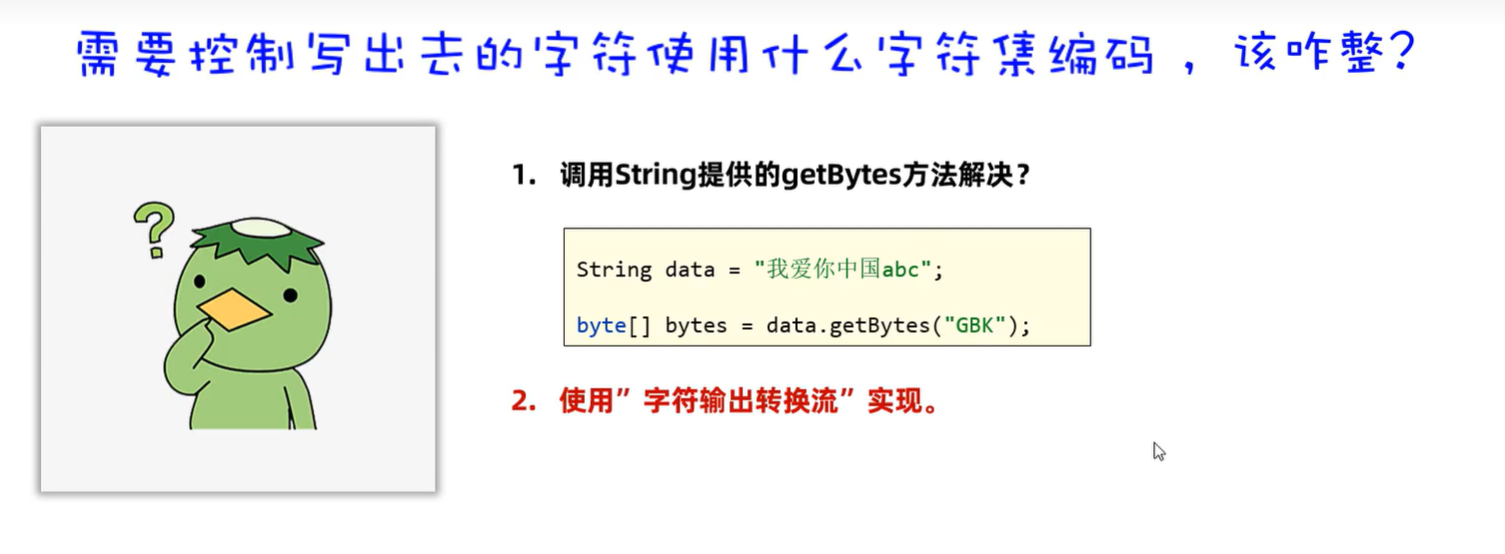 需要控制写出去的字符使用什么字符集编码，该咋整?
?
1. 调用String提供的getBytes方法解决？
String data = "我爱你中国abc";
byte[] bytes = data.getBytes("GBK");
2. 使用”字符输出转换流”实现。